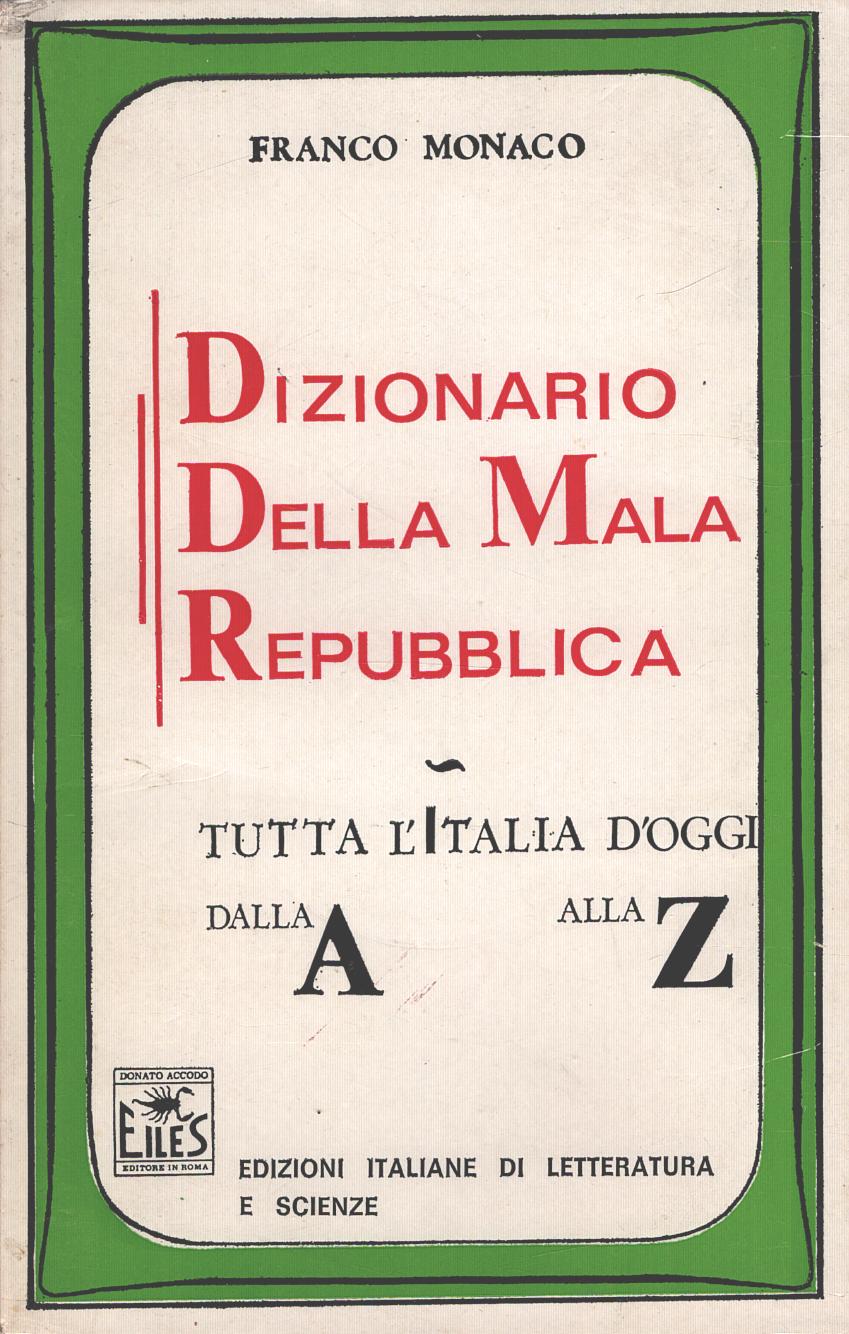 FRANCO MONACO
DIZIONARIO
DELLA MALA
REPUBBLICA
TUTTA L'ITALIA D'OGGI
DALLA A ALLA Z
DONATO ACCODO
EILES
EDITORE IN ROMA
EDIZIONI ITALIANE DI LETTERATURA
E SCIENZE